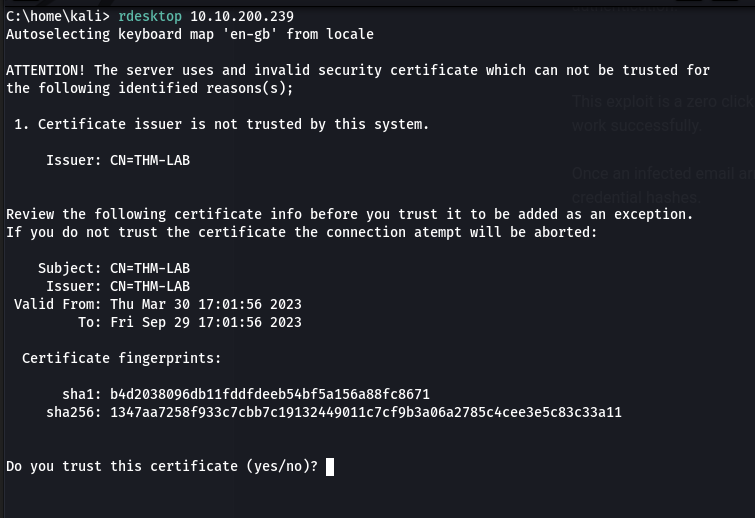 C:\home\kali> rdesktop 10.10.200.239
Autoselecting keyboard map 'en-gb' from locale
ATTENTION! The server uses and invalid security certificate which can not be trusted for
the following identified reasons(s);
1. Certificate issuer is not trusted by this system.
Issuer: CN=THM-LAB
Review the following certificate info before you trust it to be added as an exception.
If you do not trust the certificate the connection atempt will be aborted:
Subject: CN=THM-LAB
Issuer: CN=THM-LAB
Valid From: Thu Mar 30 17:01:56 2023
To: Fri Sep 29 17:01:56 2023
Certificate fingerprints:
sha1: b4d2038096db11fddfdeeb54bf5a156a88fc8671
sha256: 1347aa7258f933c7cbb7c19132449011c7cf9b3a06a2785c4cee3e5c83c33a11
Do you trust this certificate (yes/no)?
This exploit is a zero click
work successfully.
Once an infected email
credential hashes.